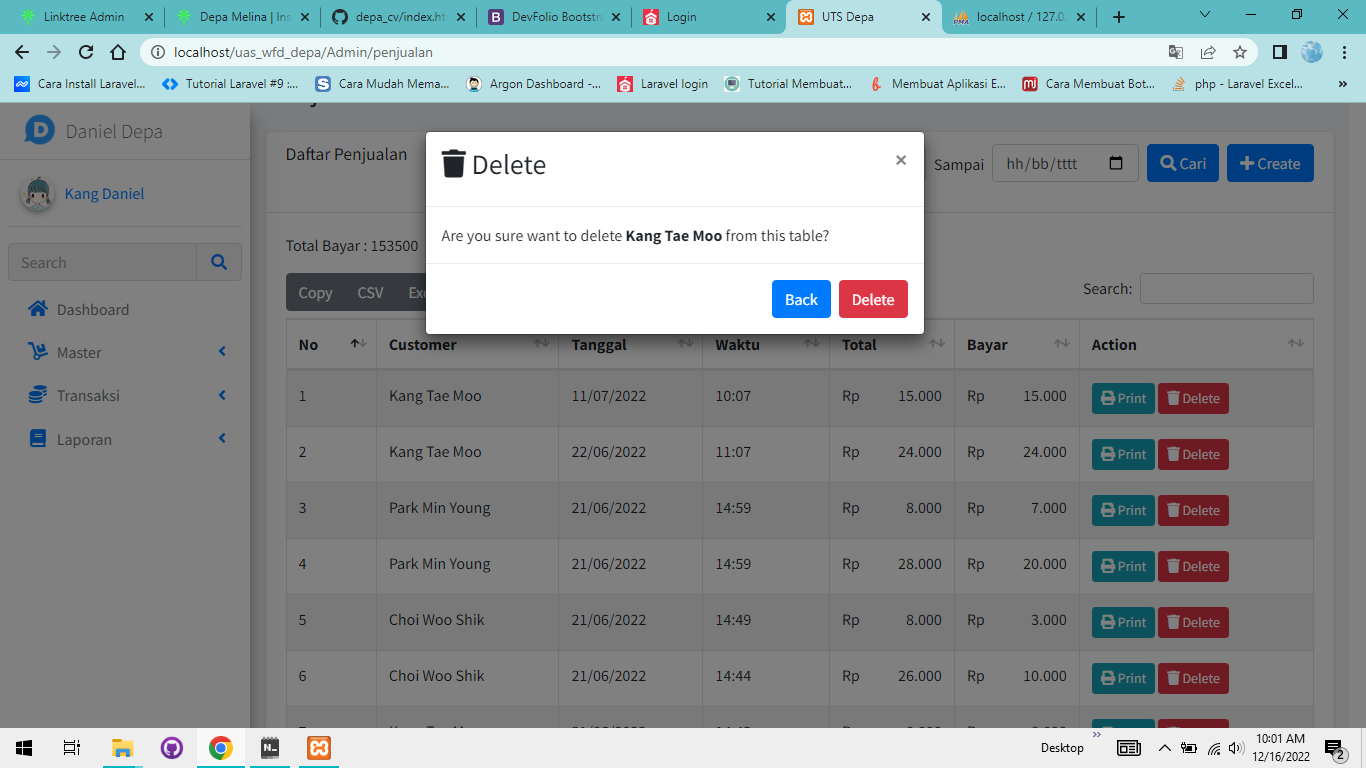 Linktree Admin
Depa Melina | Ins
depa_cv/index.ht
DevFolio Bootstra
Login
UTS Depa
localhost / 127.0.
localhost/uas_wfd_depa/Admin/penjualan
Cara Install Laravel...
Tutorial Laravel #9 :...
Cara Mudah Mema...
Argon Dashboard -...
Laravel login
Tutorial Membuat...
Membuat Aplikasi E...
Cara Membuat Bot...
php - Laravel Excel...
»
Daniel Depa
Kang Daniel
Search
Dashboard
Master
Transaksi
Laporan
Daftar Penjualan
Sampai hh/bb/tttt Cari Create
Delete ×
Are you sure want to delete Kang Tae Moo from this table?
Back Delete
Total Bayar : 153500
Copy CSV
Search:
No Customer Tanggal Waktu Total Bayar Action
1 Kang Tae Moo 11/07/2022 10:07 Rp 15.000 Rp 15.000 Print Delete
2 Kang Tae Moo 22/06/2022 11:07 Rp 24.000 Rp 24.000 Print Delete
3 Park Min Young 21/06/2022 14:59 Rp 8.000 Rp 7.000 Print Delete
4 Park Min Young 21/06/2022 14:59 Rp 28.000 Rp 20.000 Print Delete
5 Choi Woo Shik 21/06/2022 14:49 Rp 8.000 Rp 3.000 Print Delete
6 Choi Woo Shik 21/06/2022 14:44 Rp 26.000 Rp 10.000 Print Delete
Desktop »
10:01 AM
12/16/2022
2